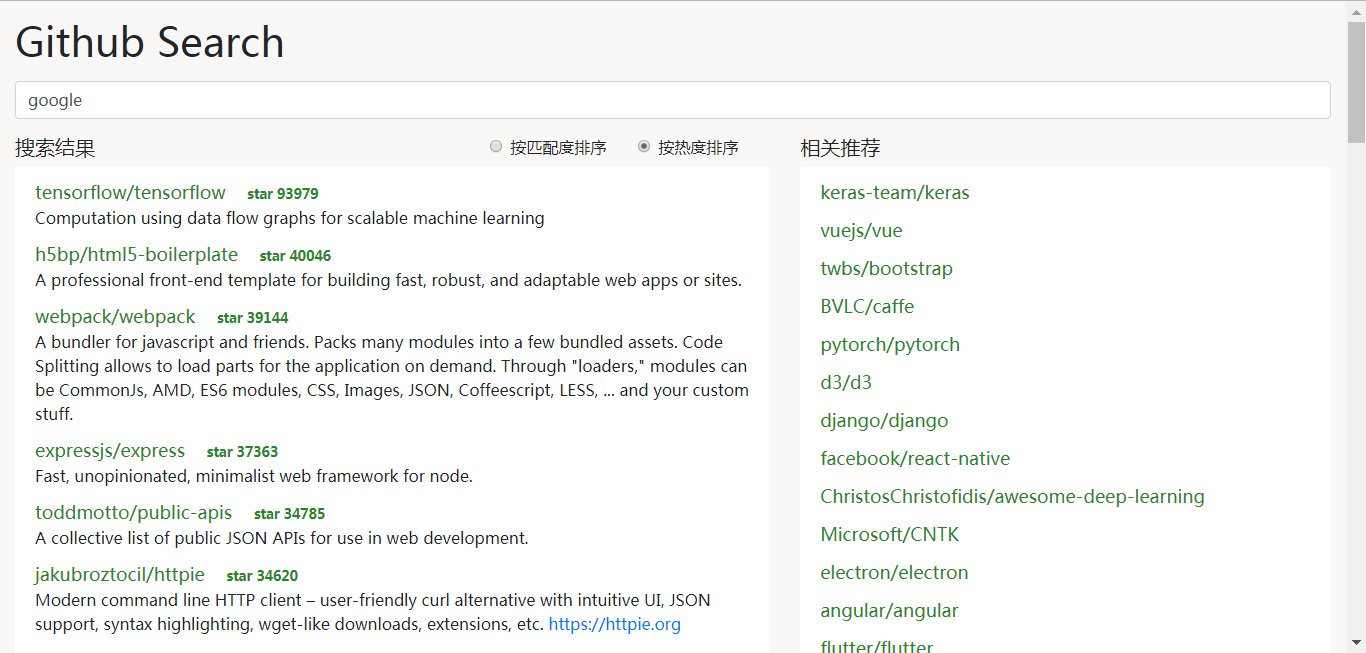 Github Search
google
搜索结果
按匹配度排序
按热度排序
tensorflow/tensorflow star 93979
Computation using data flow graphs for scalable machine learning
h5bp/html5-boilerplate star 40046
A professional front-end template for building fast, robust, and adaptable web apps or sites.
webpack/webpack star 39144
A bundler for javascript and friends. Packs many modules into a few bundled assets. Code
Splitting allows to load parts for the application on demand. Through "loaders," modules can
be CommonJs, AMD, ES6 modules, CSS, Images, JSON, Coffeescript, LESS, ... and your custom
stuff.
expressjs/express star 37363
Fast, unopinionated, minimalist web framework for node.
toddmotto/public-apis star 34785
A collective list of public JSON APIs for use in web development.
jakubroztocil/httpie star 34620
Modern command line HTTP client – user-friendly curl alternative with intuitive UI, JSON
support, syntax highlighting, wget-like downloads, extensions, etc. https://httpie.org
相关推荐
keras-team/keras
vuejs/vue
twbs/bootstrap
BVLC/caffe
pytorch/pytorch
d3/d3
django/django
facebook/react-native
ChristosChristofidis/awesome-deep-learning
Microsoft/CNTK
electron/electron
angular/angular
flutter/flutter